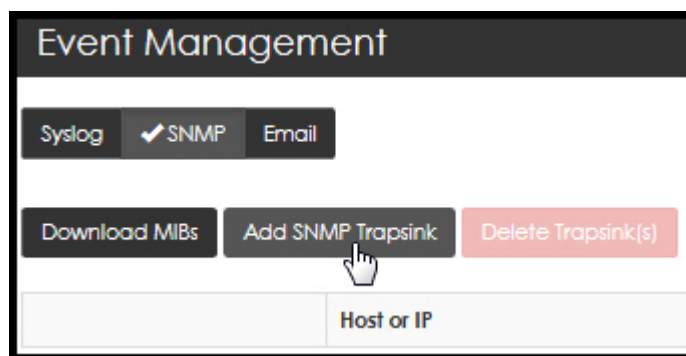 Event Management
Syslog ✔SNMP Email
Download MIBs Add SNMP Trapsink Delete Trapsink(s)
Host or IP